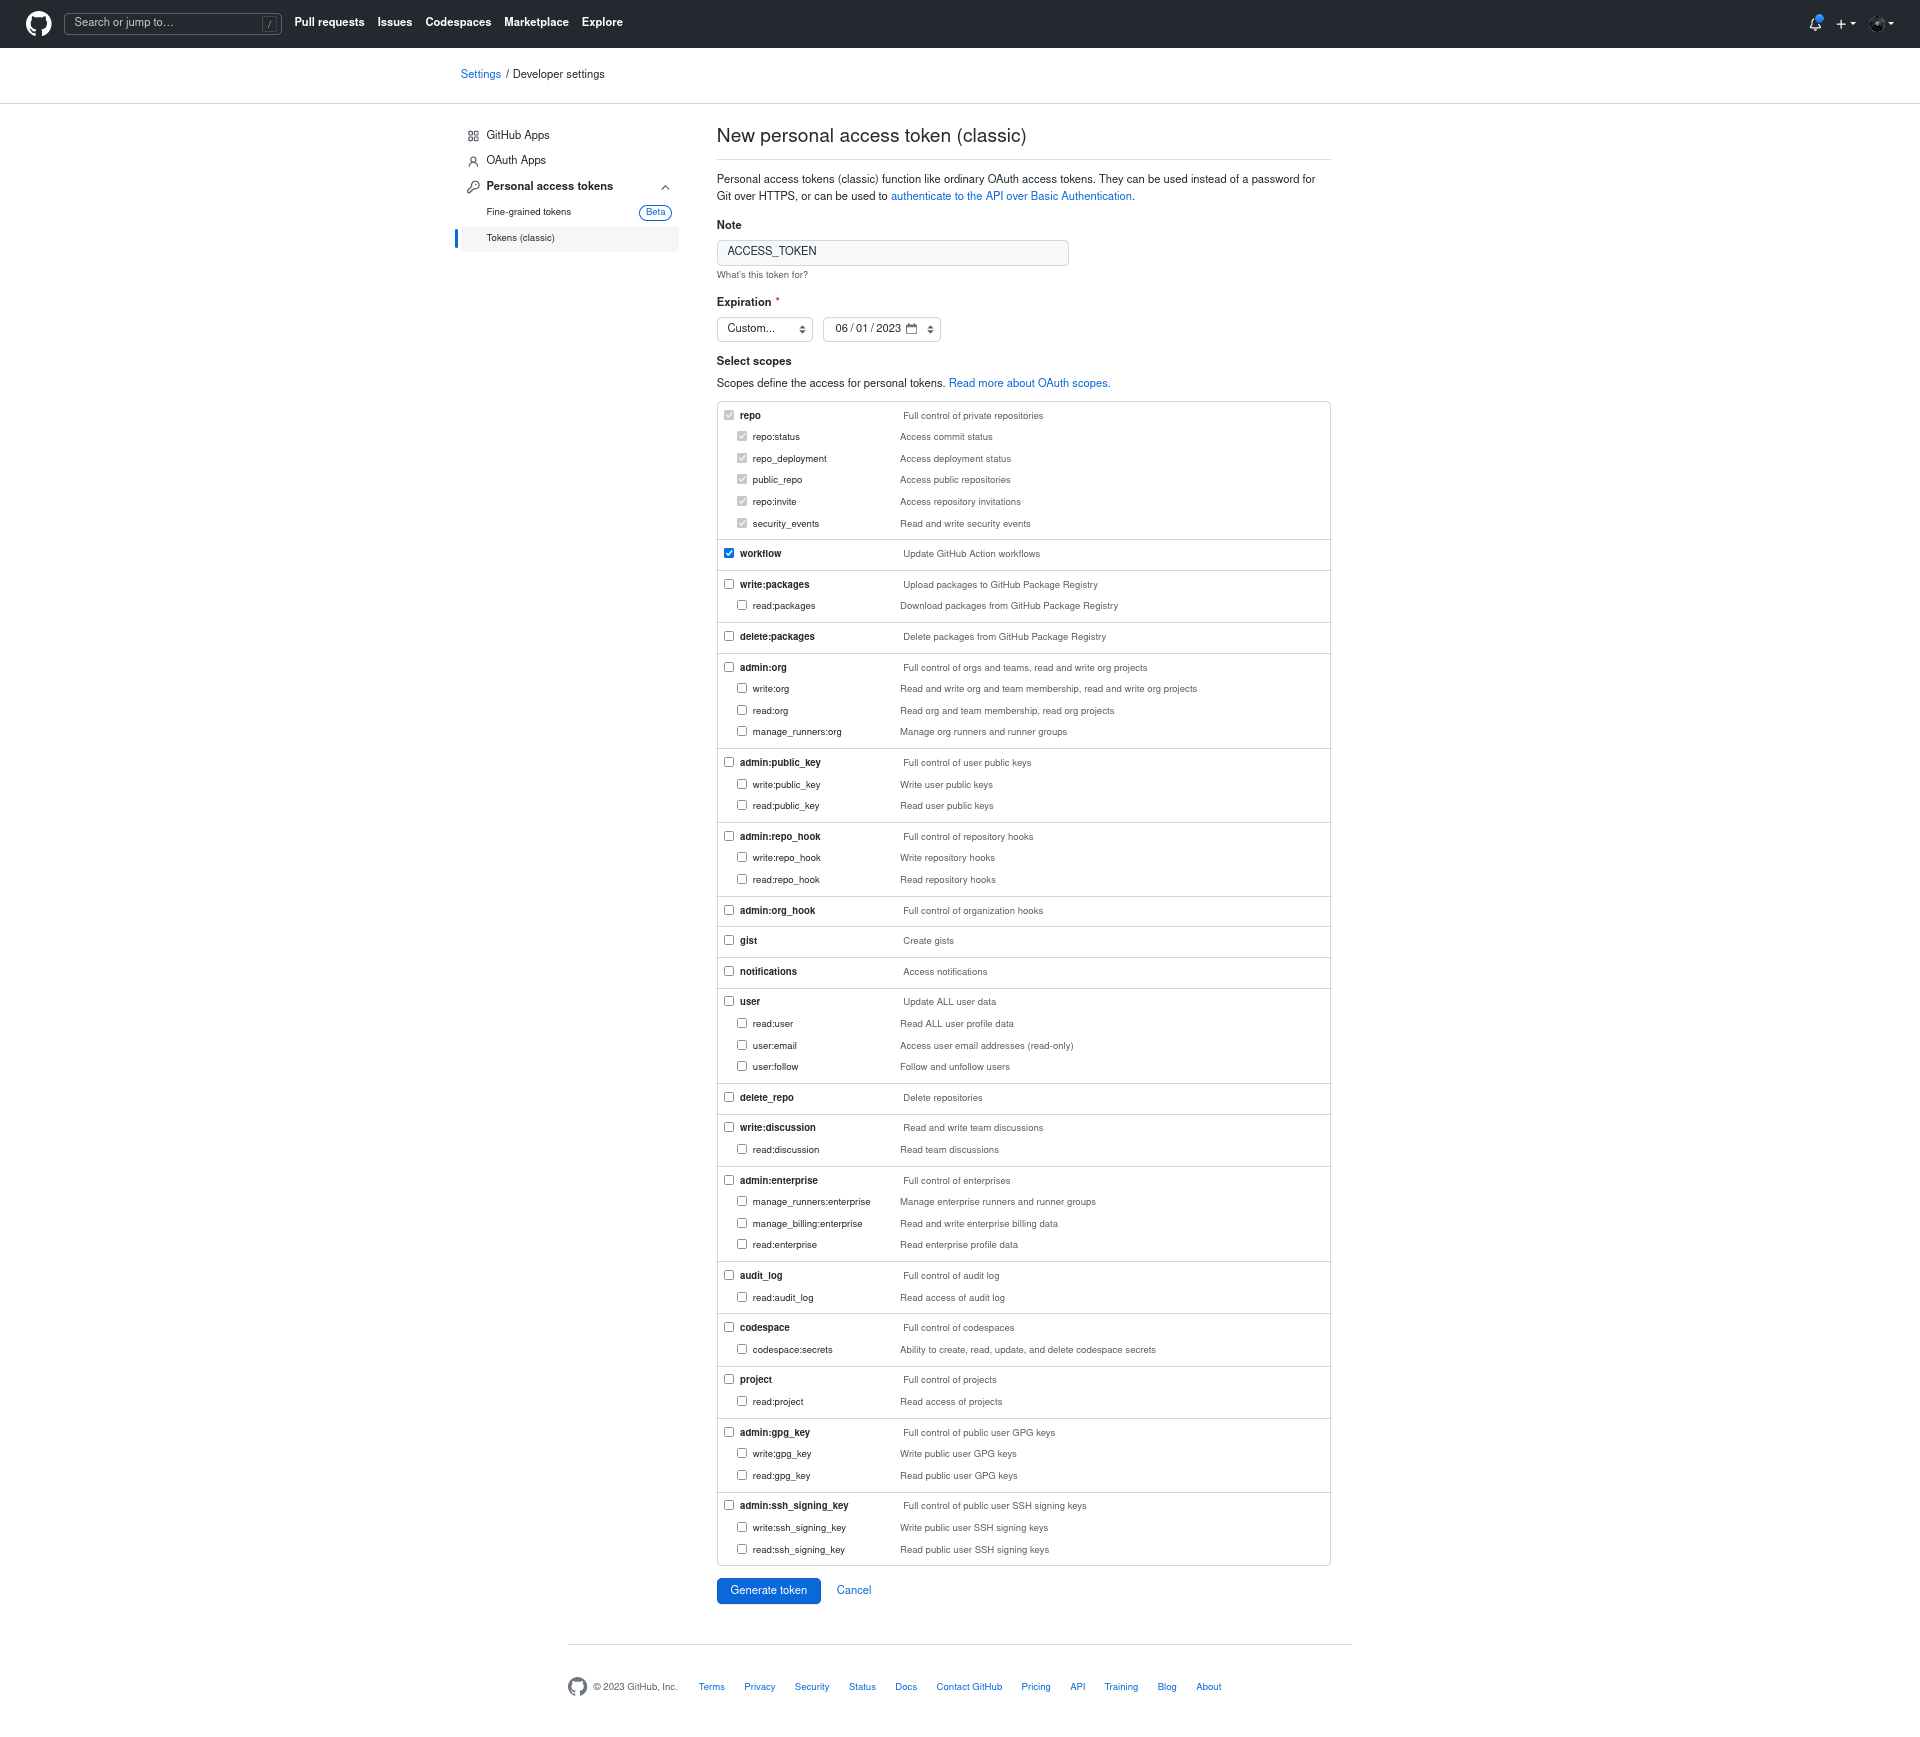 Search or jump to… /
Pull requests Issues Codespaces Marketplace Explore
Settings / Developer settings
GitHub Apps
OAuth Apps
Personal access tokens
Fine-grained tokens Beta
Tokens (classic)
New personal access token (classic)
Personal access tokens (classic) function like ordinary OAuth access tokens. They can be used instead of a password for
Git over HTTPS, or can be used to authenticate to the API over Basic Authentication.
Note
ACCESS_TOKEN
What's this token for?
Expiration *
Custom... 06 / 01 / 2023
Select scopes
Scopes define the access for personal tokens. Read more about OAuth scopes.
repo Full control of private repositories
repo:status Access commit status
repo_deployment Access deployment status
public_repo Access public repositories
repo:invite Access repository invitations
security_events Read and write security events
workflow Update GitHub Action workflows
write:packages Upload packages to GitHub Package Registry
read:packages Download packages from GitHub Package Registry
delete:packages Delete packages from GitHub Package Registry
admin:org Full control of orgs and teams, read and write org projects
write:org Read and write org and team membership, read and write org projects
read:org Read org and team membership, read org projects
manage_runners:org Manage org runners and runner groups
admin:public_key Full control of user public keys
write:public_key Write user public keys
read:public_key Read user public keys
admin:repo_hook Full control of repository hooks
write:repo_hook Write repository hooks
read:repo_hook Read repository hooks
admin:org_hook Full control of organization hooks
gist Create gists
notifications Access notifications
user Update ALL user data
read:user Read ALL user profile data
user:email Access user email addresses (read-only)
user:follow Follow and unfollow users
delete_repo Delete repositories
write:discussion Read and write team discussions
read:discussion Read team discussions
admin:enterprise Full control of enterprises
manage_runners:enterprise Manage enterprise runners and runner groups
manage_billing:enterprise Read and write enterprise billing data
read:enterprise Read enterprise profile data
audit_log Full control of audit log
read:audit_log Read access of audit log
codespace Full control of codespaces
codespace:secrets Ability to create, read, update, and delete codespace secrets
project Full control of projects
read:project Read access of projects
admin:gpg_key Full control of public user GPG keys
write:gpg_key Write public user GPG keys
read:gpg_key Read public user GPG keys
admin:ssh_signing_key Full control of public user SSH signing keys
write:ssh_signing_key Write public user SSH signing keys
read:ssh_signing_key Read public user SSH signing keys
Generate token Cancel
© 2023 GitHub, Inc. Terms Privacy Security Status Docs Contact GitHub Pricing API Training Blog About